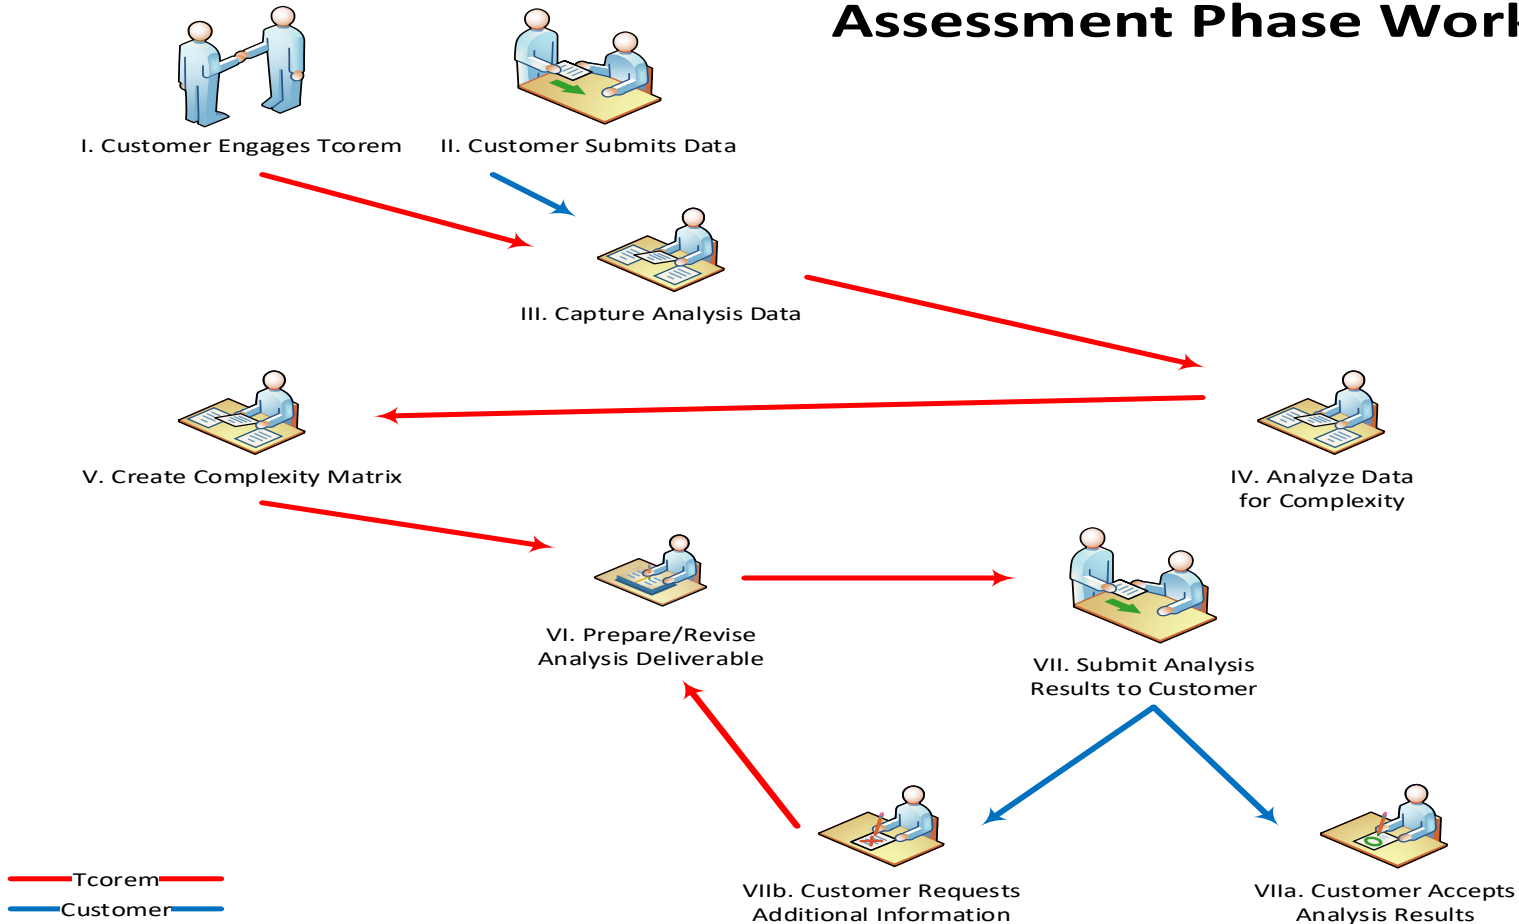 Assessment Phase Work
I. Customer Engages Tcorem
II. Customer Submits Data
III. Capture Analysis Data
IV. Analyze Data
for Complexity
V. Create Complexity Matrix
VI. Prepare/Revise
Analysis Deliverable
VII. Submit Analysis
Results to Customer
VIIb. Customer Requests
Additional Information
VIIa. Customer Accepts
Analysis Results
Tcorem
Customer